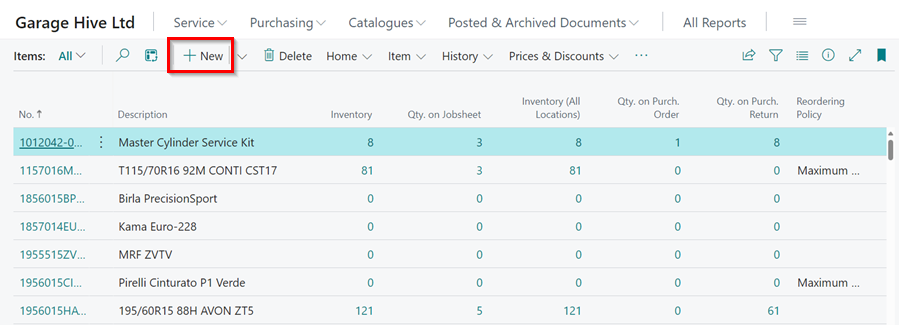 Garage Hive Ltd Service Purchasing Catalogues Posted & Archived Documents All Reports
Items: All New Delete Home Item History Prices & Discounts ...
No. ↑ Description Inventory Qty. on Jobsheet Inventory (All Locations) Qty. on Purch. Order Qty. on Purch. Return Reordering Policy
1012042-0... Master Cylinder Service Kit 8 3 8 1 8
1157016M... T115/70R16 92M CONTI CST17 81 3 81 0 0 Maximum ...
1856015BP... Birla PrecisionSport 0 0 0 0 0
1857014EU... Kama Euro-228 0 0 0 0 0
1955515ZV... MRF ZVTV 0 0 0 0 0
1956015CI... Pirelli Cinturato P1 Verde 0 0 0 0 0 Maximum ...
1956015HA... 195/60R15 88H AVON ZT5 121 5 121 0 61